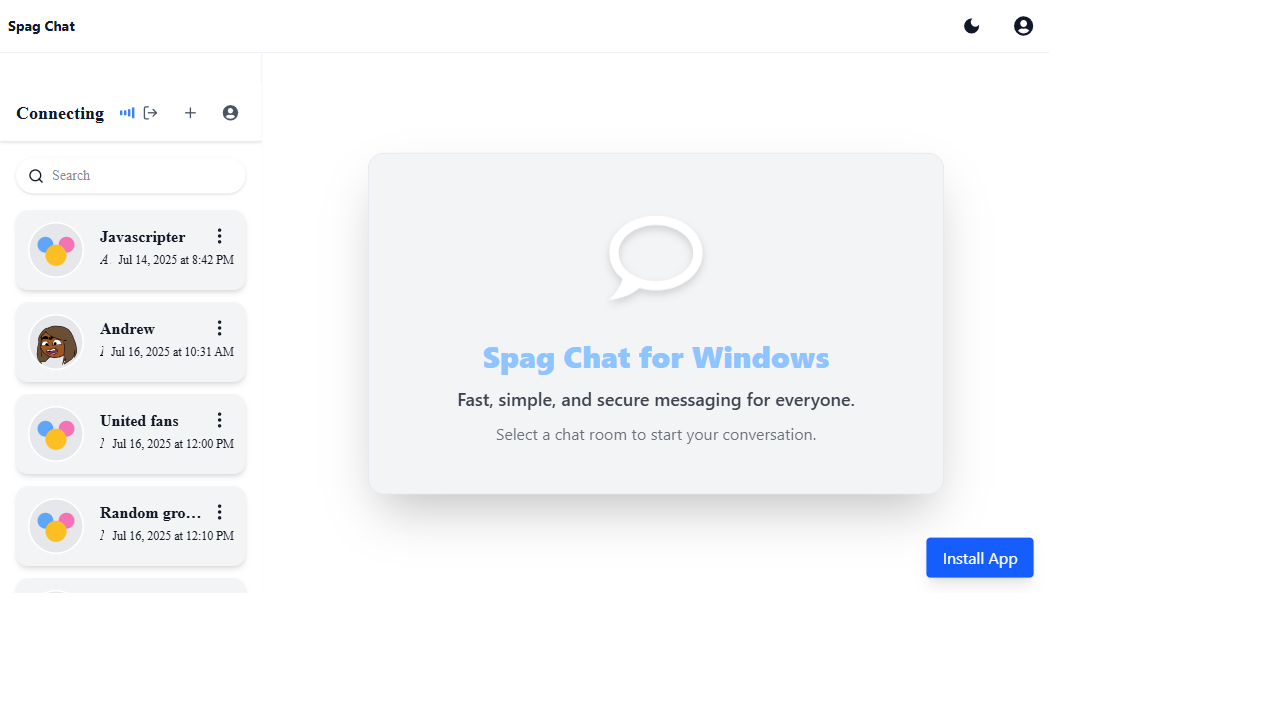 Spag Chat
Connecting
Search
Javascripter
Jul 14, 2025 at 8:42 PM
Andrew
Jul 16, 2025 at 10:31 AM
United fans
Jul 16, 2025 at 12:00 PM
Random gro...
Jul 16, 2025 at 12:10 PM
Spag Chat for Windows
Fast, simple, and secure messaging for everyone.
Select a chat room to start your conversation.
Install App